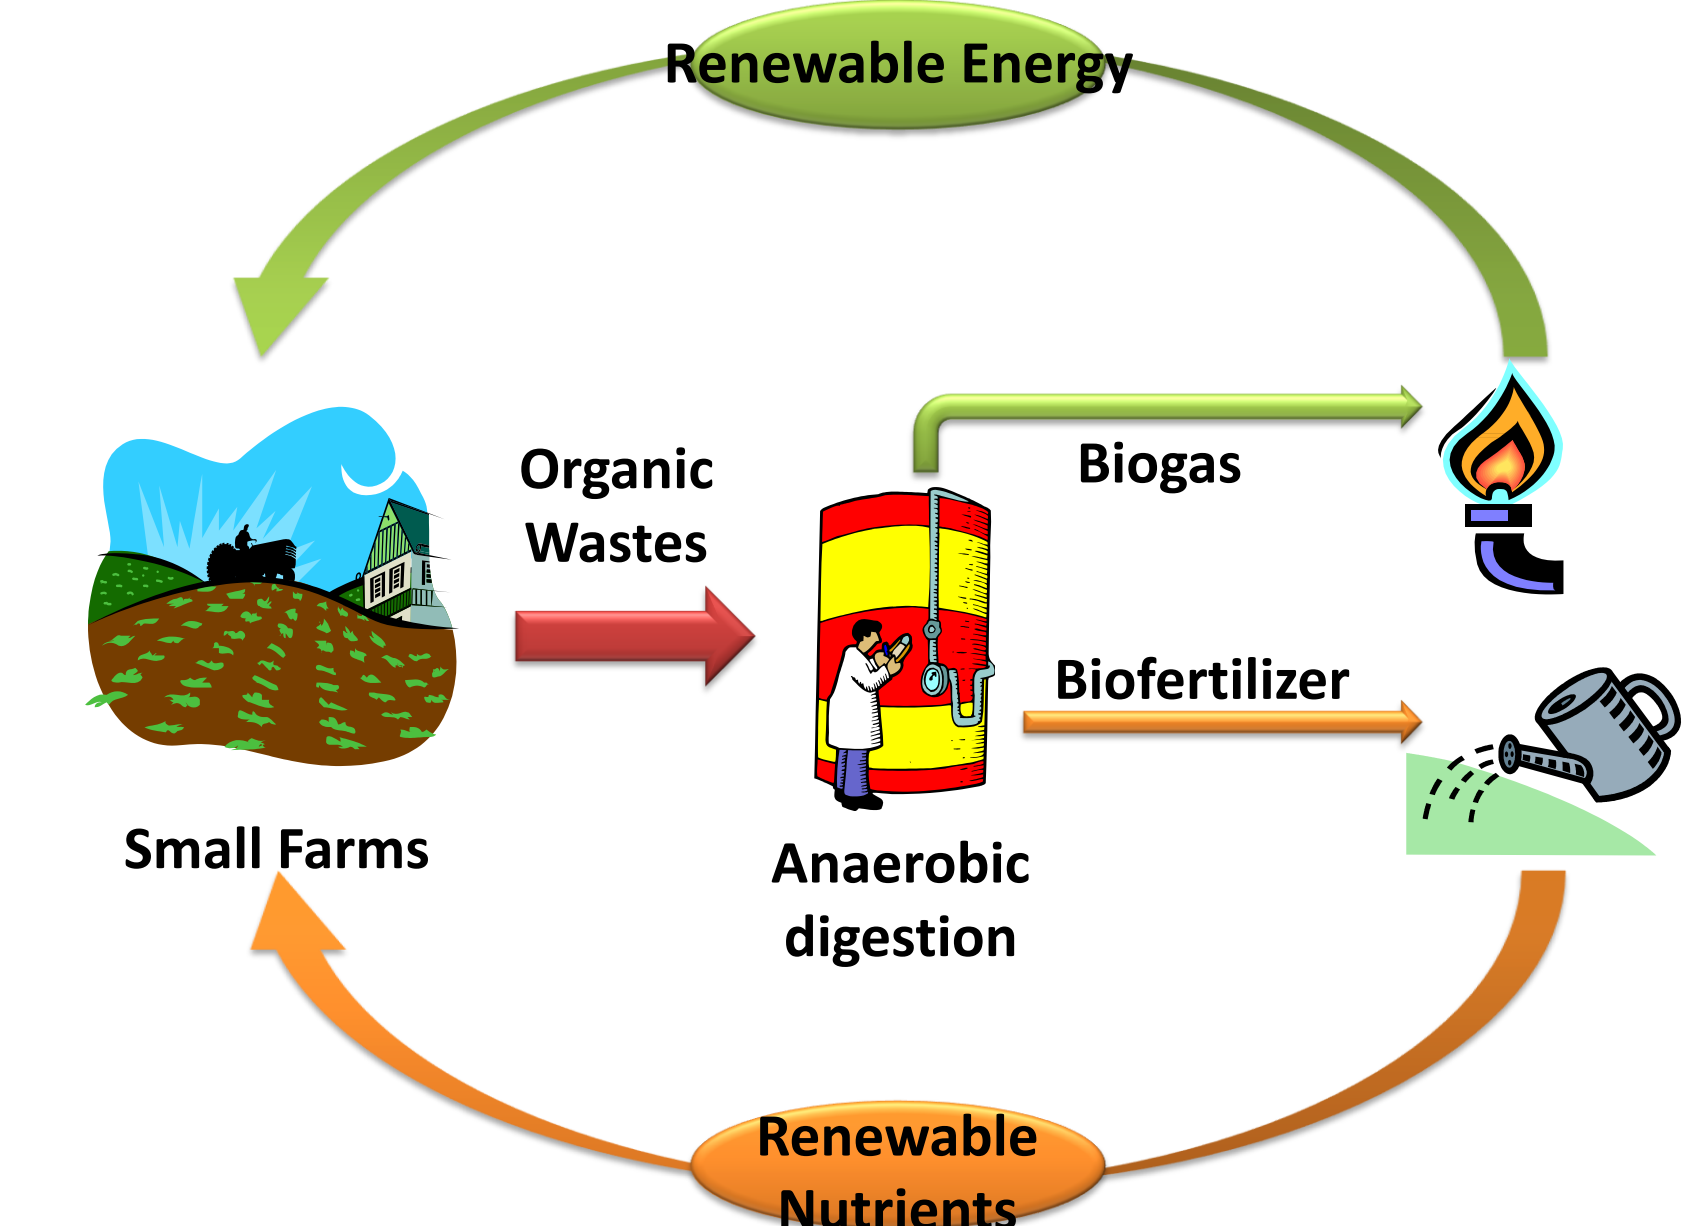 Renewable Energy
Organic
Wastes
Biogas
Biofertilizer
Small Farms
Anaerobic
digestion
Renewable
Nutrients